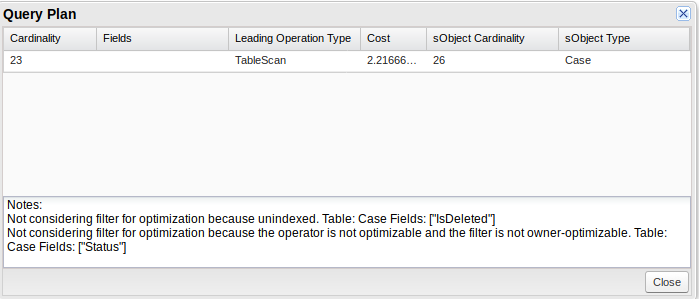 Query Plan
Cardinality Fields Leading Operation Type Cost sObject Cardinality sObject Type
23 TableScan 2.21666... 26 Case
Notes:
Not considering filter for optimization because unindexed. Table: Case Fields: ["IsDeleted"]
Not considering filter for optimization because the operator is not optimizable and the filter is not owner-optimizable. Table:
Case Fields: ["Status"]
Close